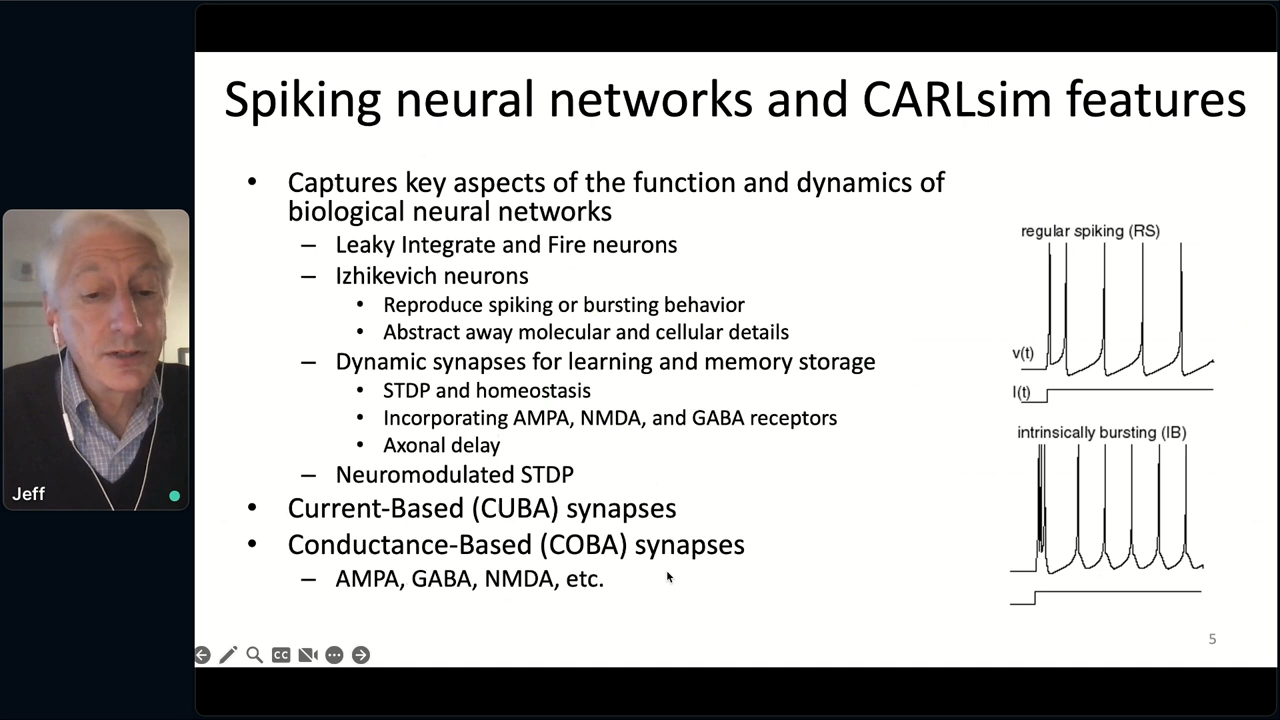 Spiking neural networks and CARLsim features
• Captures key aspects of the function and dynamics of
biological neural networks
– Leaky Integrate and Fire neurons
– Izhikevich neurons
• Reproduce spiking or bursting behavior
• Abstract away molecular and cellular details
– Dynamic synapses for learning and memory storage
• STDP and homeostasis
• Incorporating AMPA, NMDA, and GABA receptors
• Axonal delay
– Neuromodulated STDP
• Current-Based (CUBA) synapses
• Conductance-Based (COBA) synapses
– AMPA, GABA, NMDA, etc.
regular spiking (RS)
v(t)
I(t)
intrinsically bursting (IB)
5
Jeff
CC